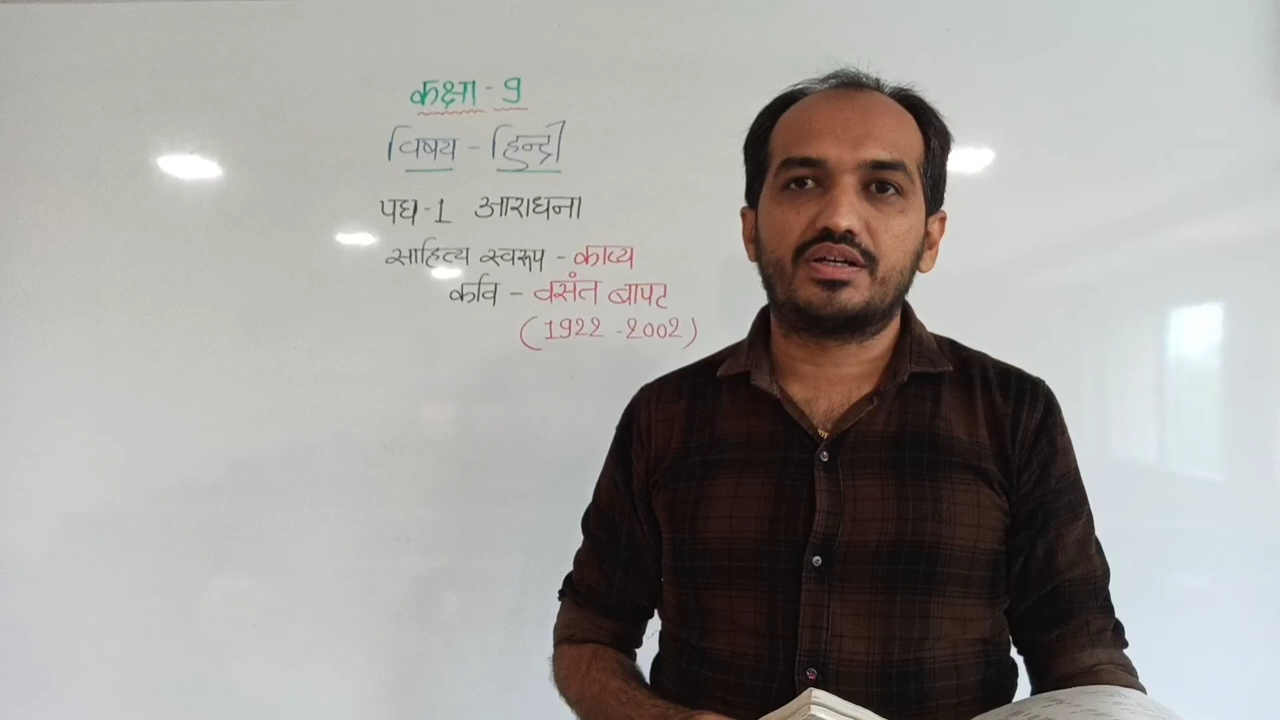 कक्षा - 9
विषय - हिन्दी
पद्य -1 आराधना
साहित्य स्वरूप - काव्य
कवि - वसंत बापट
(1922 -2002)